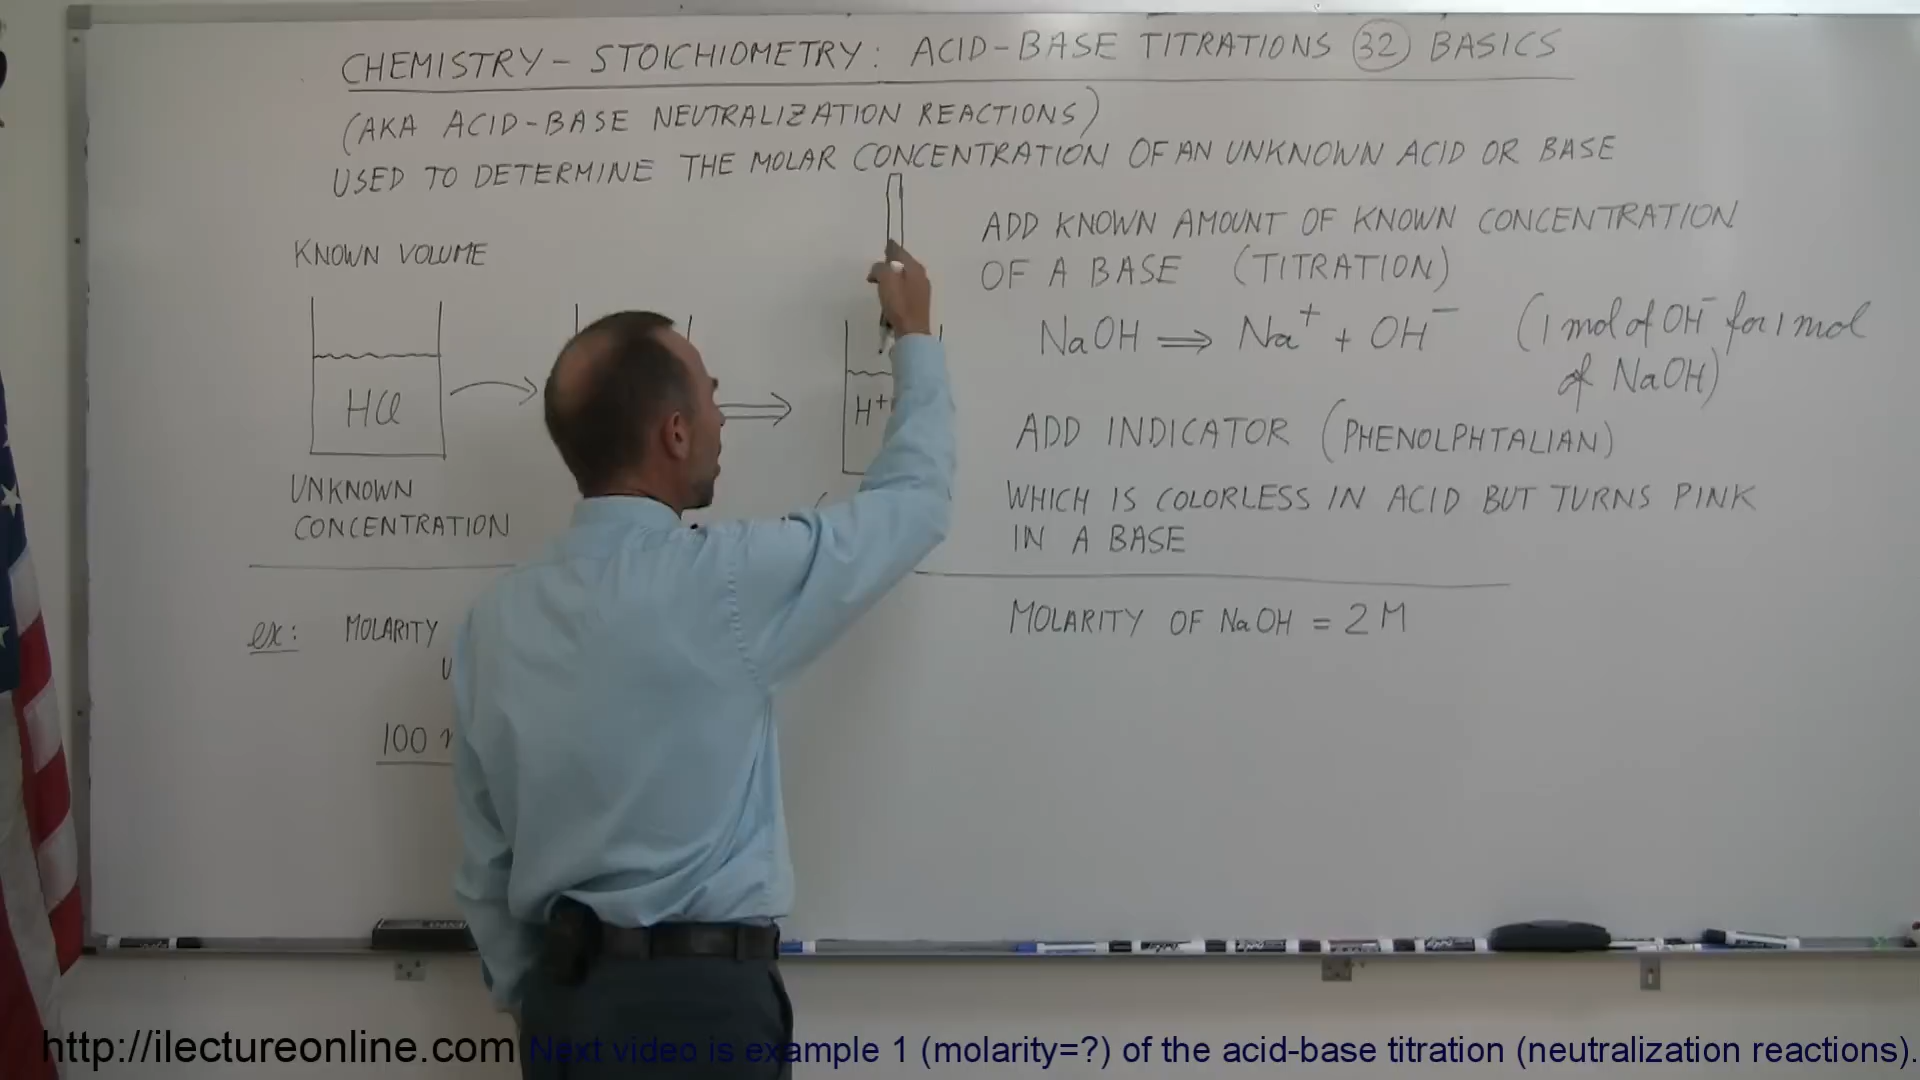 CHEMISTRY - STOICHIOMETRY: ACID-BASE TITRATIONS 32 BASICS
(AKA ACID-BASE NEUTRALIZATION REACTIONS)
USED TO DETERMINE THE MOLAR CONCENTRATION OF AN UNKNOWN ACID OR BASE
KNOWN VOLUME
HCl
UNKNOWN
CONCENTRATION
H+
ADD KNOWN AMOUNT OF KNOWN CONCENTRATION
OF A BASE (TITRATION)
NaOH ⇒ Na+ + OH- (1 mol of OH- for 1 mol
of NaOH)
ADD INDICATOR (PHENOLPHTALIAN)
WHICH IS COLORLESS IN ACID BUT TURNS PINK
IN A BASE
ex: MOLARITY
100
MOLARITY OF NaOH = 2 M
http://ilectureonline.com Next video is example 1 (molarity=?) of the acid-base titration (neutralization reactions).